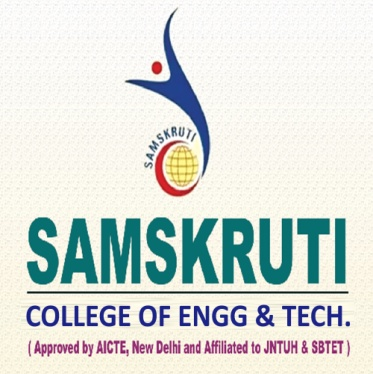 SAMSKRUTI
SAMSKRUTI
COLLEGE OF ENGG & TECH.
( Approved by AICTE, New Delhi and Affiliated to JNTUH & SBTET )